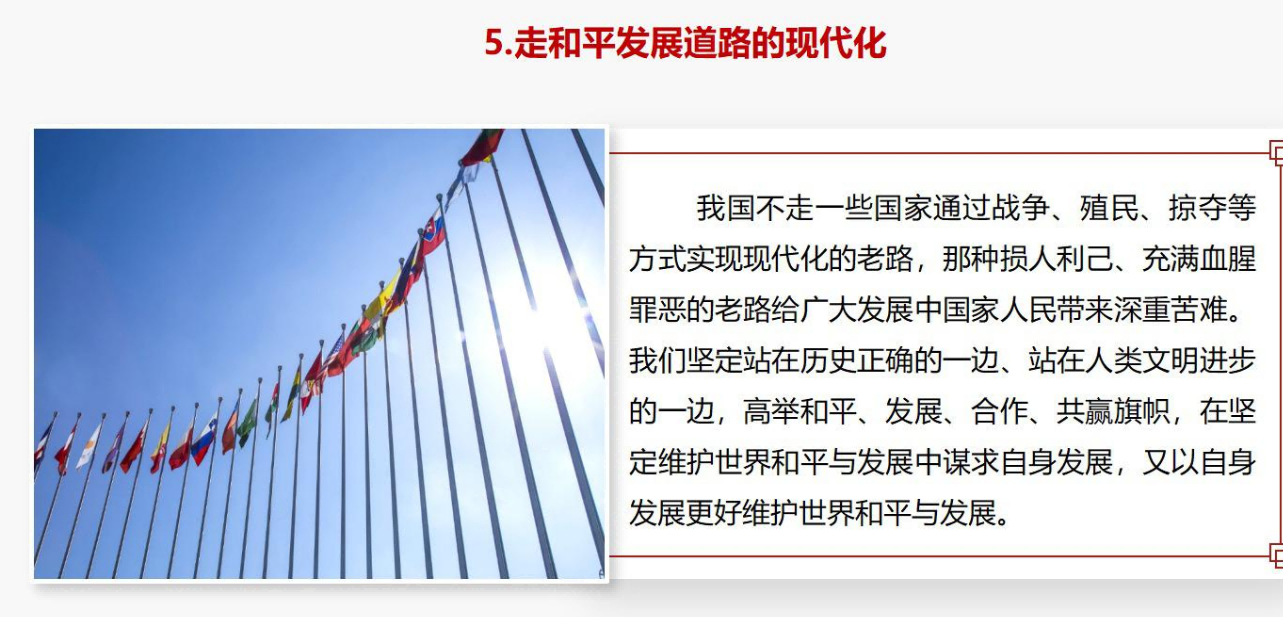 5.走和平发展道路的现代化
我国不走一些国家通过战争、殖民、掠夺等
方式实现现代化的老路，那种损人利己、充满血腥
罪恶的老路给广大发展中国家人民带来深重苦难。
我们坚定站在历史正确的一边、站在人类文明进步
的一边，高举和平、发展、合作、共赢旗帜，在坚
定维护世界和平与发展中谋求自身发展，又以自身
发展更好维护世界和平与发展。